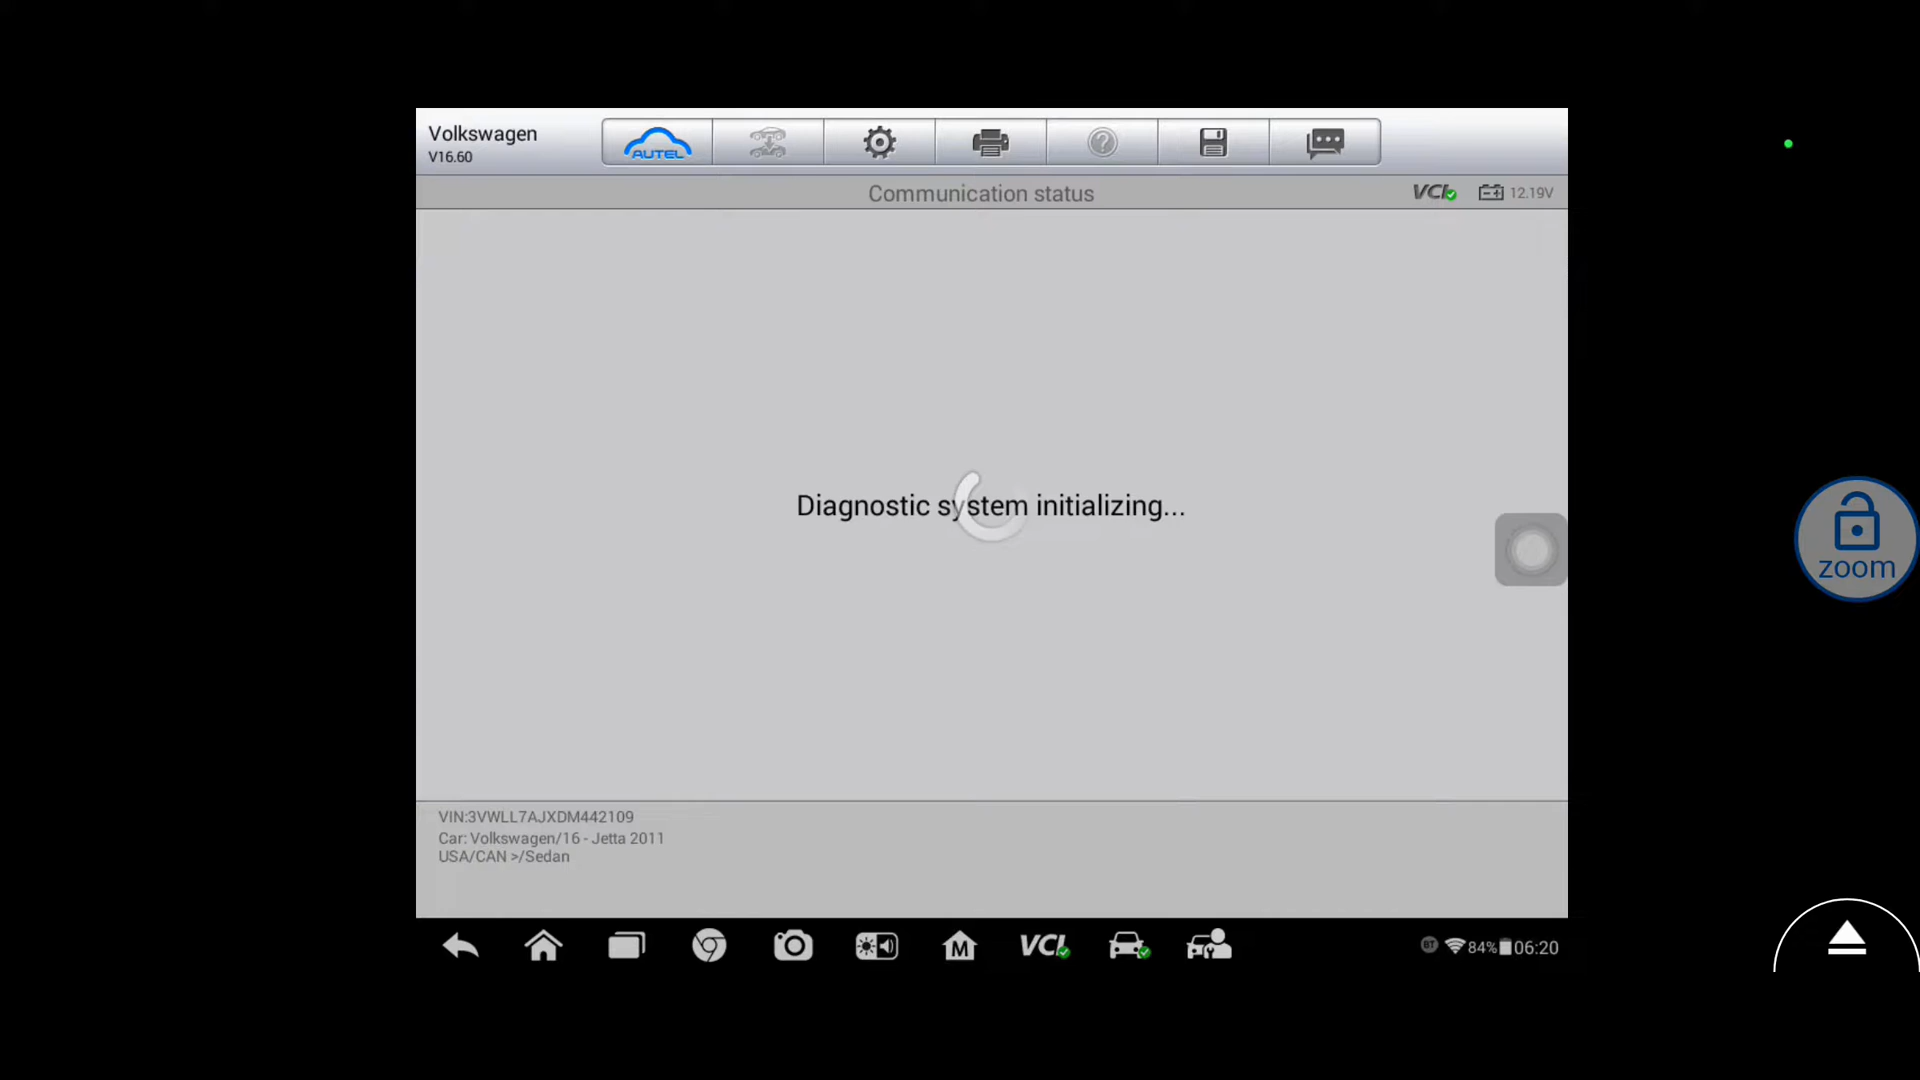 Volkswagen
V16.60
AUTEL
Communication status
VCI
12.19V
Diagnostic system initializing...
zoom
VIN:3VWLL7AJXDM442109
Car: Volkswagen/16 - Jetta 2011
USA/CAN >/Sedan
M
VCI
BT
84%
06:20